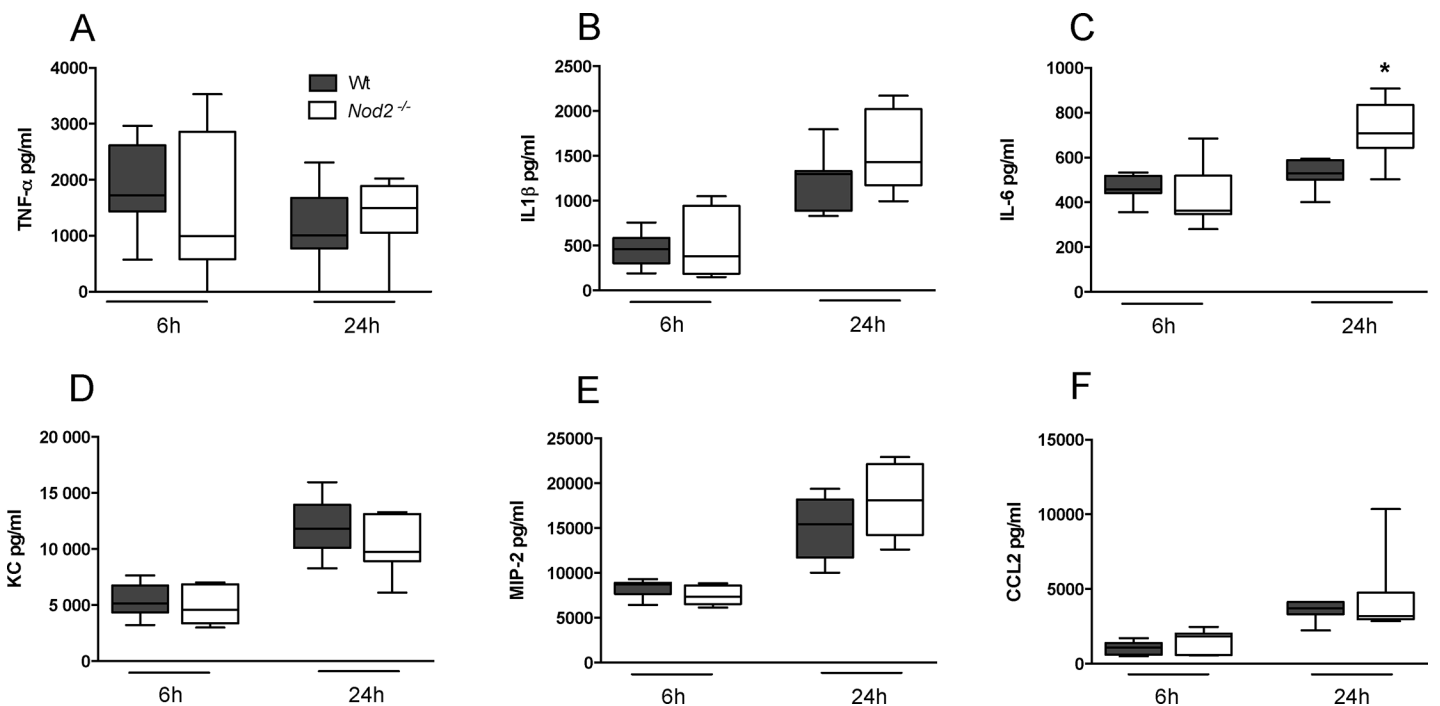 A
TNF-α pg/ml
4000
3000
2000
1000
0
Wt
Nod2 -/-
6h
24h
B
IL1β pg/ml
2500
2000
1500
1000
500
0
6h
24h
C
IL-6 pg/ml
1000
800
600
400
200
0
*
6h
24h
D
KC pg/ml
20 000
15 000
10 000
5 000
0
6h
24h
E
MIP-2 pg/ml
25000
20000
15000
10000
5000
0
6h
24h
F
CCL2 pg/ml
15000
10000
5000
0
6h
24h